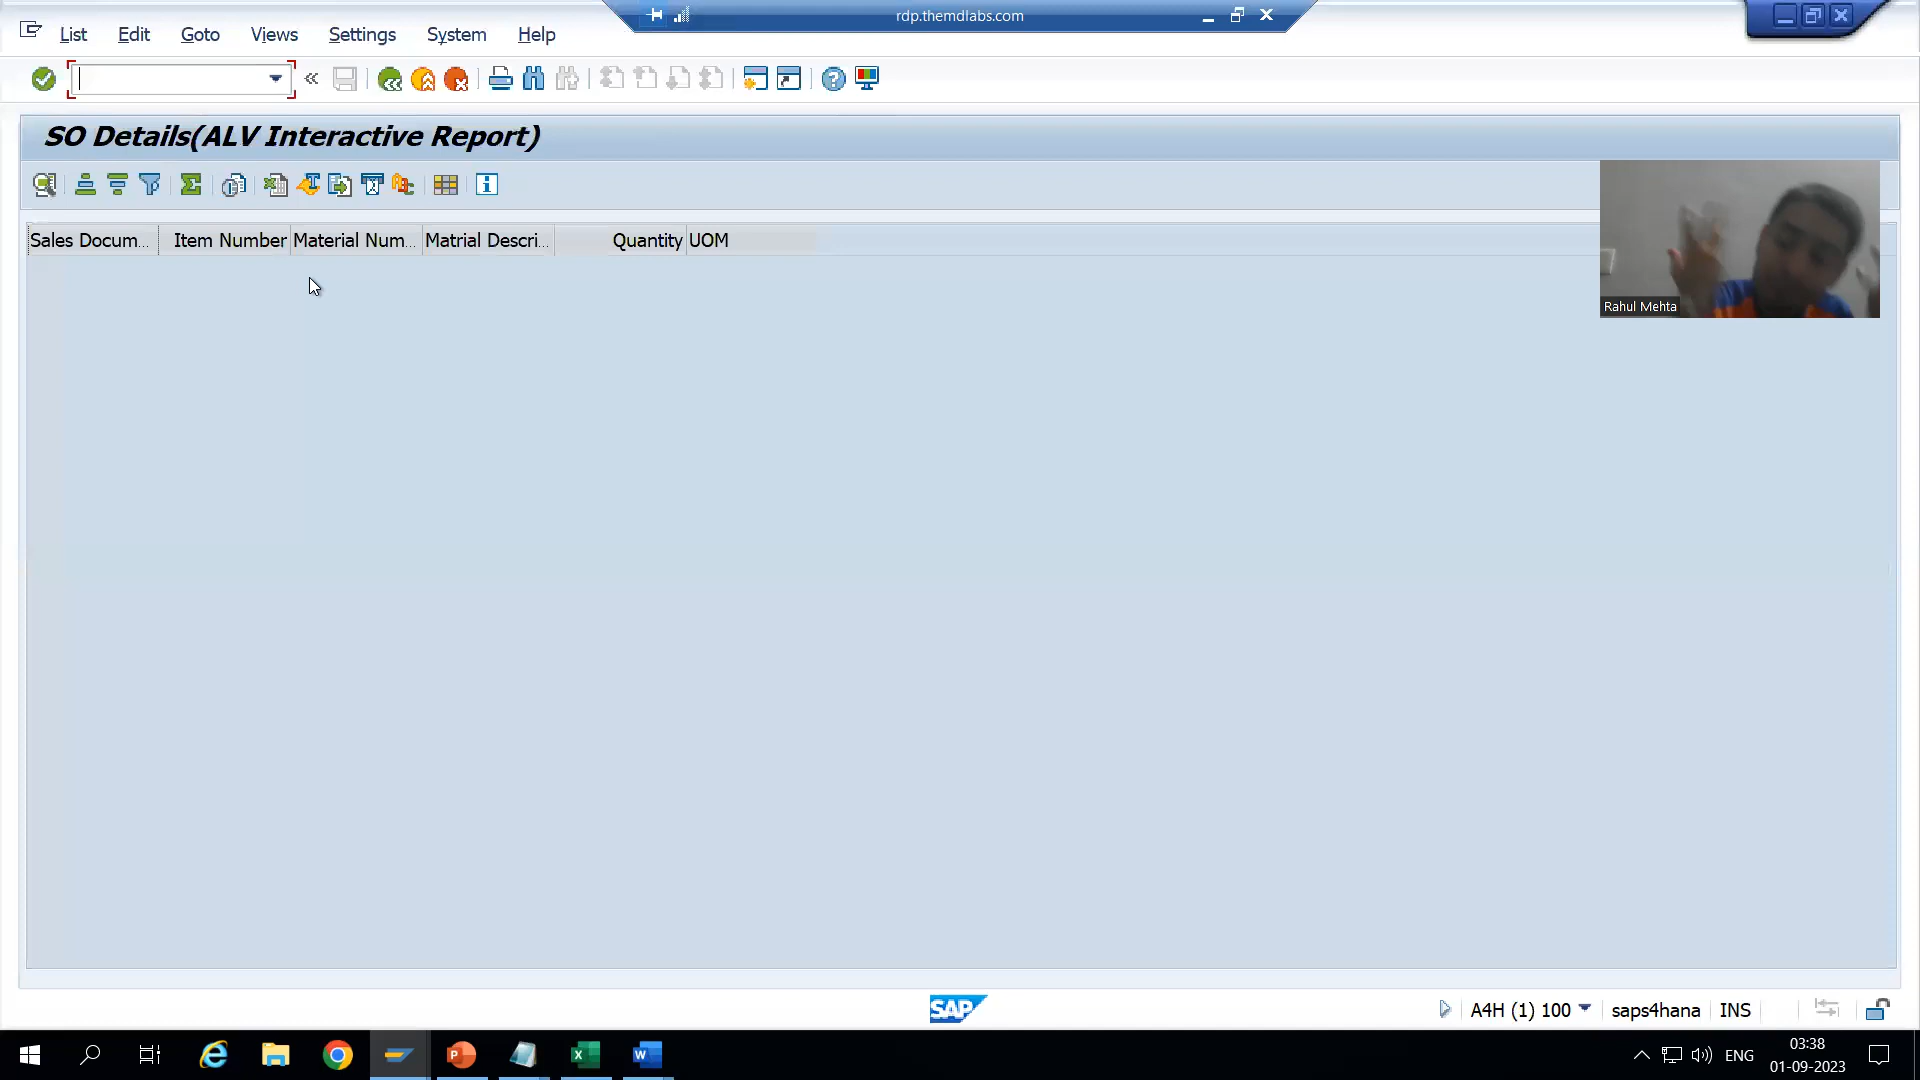 rdp.themdlabs.com
List Edit Goto Views Settings System Help
SO Details(ALV Interactive Report)
Sales Docum... Item Number Material Num... Matrial Descri... Quantity UOM
Rahul Mehta
SAP A4H (1) 100 saps4hana INS
ENG 03:38
01-09-2023